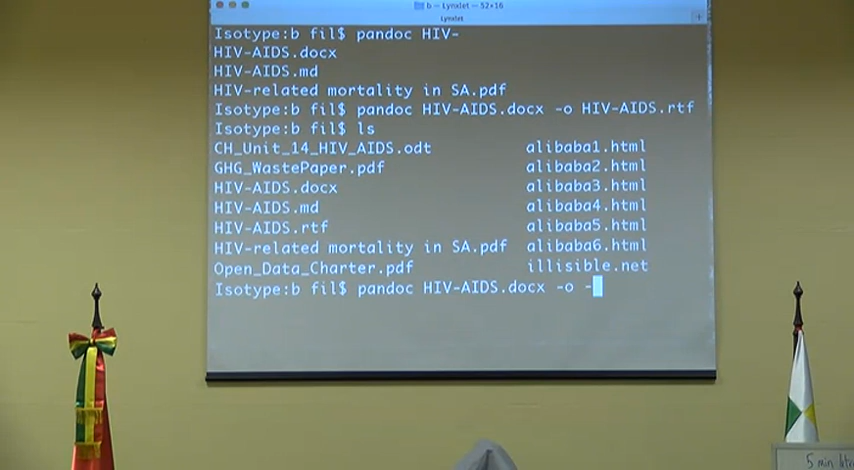 b — Lynxlet — 52×16
Lynxlet
Isotype:b fil$ pandoc HIV-
HIV-AIDS.docx
HIV-AIDS.md
HIV-related mortality in SA.pdf
Isotype:b fil$ pandoc HIV-AIDS.docx -o HIV-AIDS.rtf
Isotype:b fil$ ls
CH_Unit_14_HIV_AIDS.odt alibaba1.html
GHG_WastePaper.pdf alibaba2.html
HIV-AIDS.docx alibaba3.html
HIV-AIDS.md alibaba4.html
HIV-AIDS.rtf alibaba5.html
HIV-related mortality in SA.pdf alibaba6.html
Open_Data_Charter.pdf illisible.net
Isotype:b fil$ pandoc HIV-AIDS.docx -o -
5 min